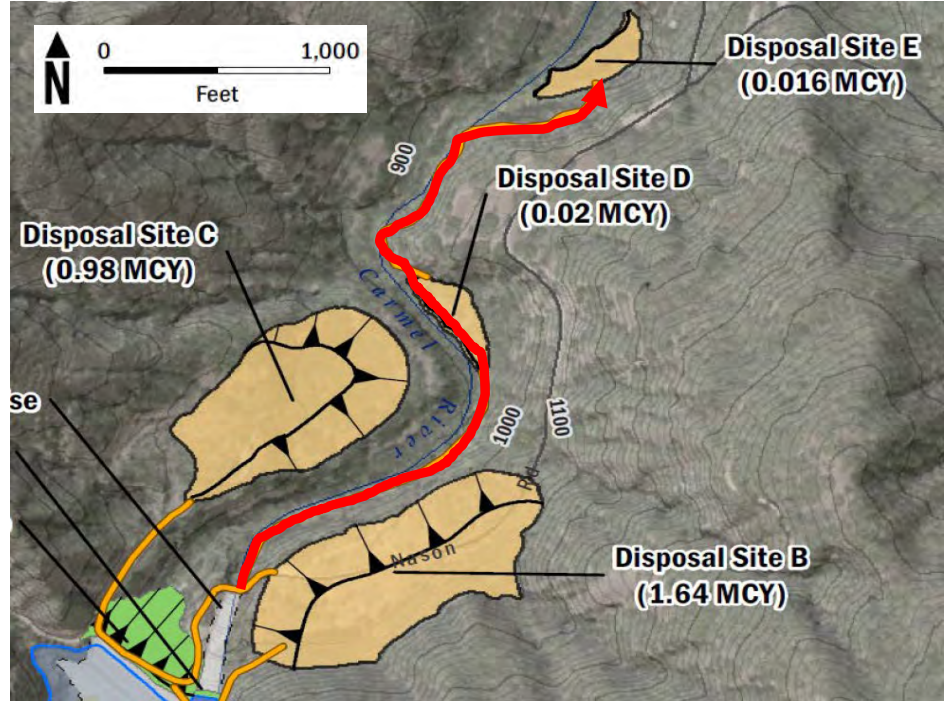 0 1,000
Feet
N
Disposal Site E
(0.016 MCY)
900
Disposal Site D
(0.02 MCY)
Disposal Site C
(0.98 MCY)
Carmel
River
se
1000
1100
Rd
Nason
Disposal Site B
(1.64 MCY)